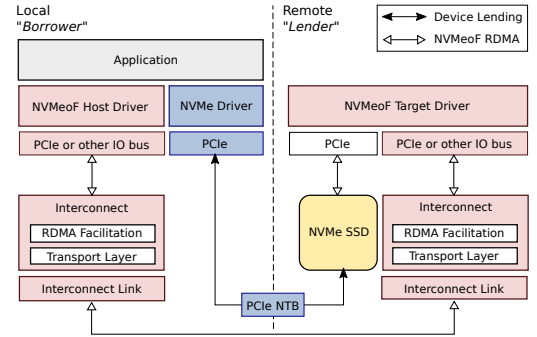 Local
"Borrower"
Remote
"Lender"
Device Lending
NVMeoF RDMA
Application
NVMeoF Host Driver
NVMe Driver
NVMeoF Target Driver
PCIe or other IO bus
PCIe
PCIe
PCIe or other IO bus
Interconnect
RDMA Facilitation
Transport Layer
NVMe SSD
Interconnect
RDMA Facilitation
Transport Layer
Interconnect Link
Interconnect Link
PCIe NTB